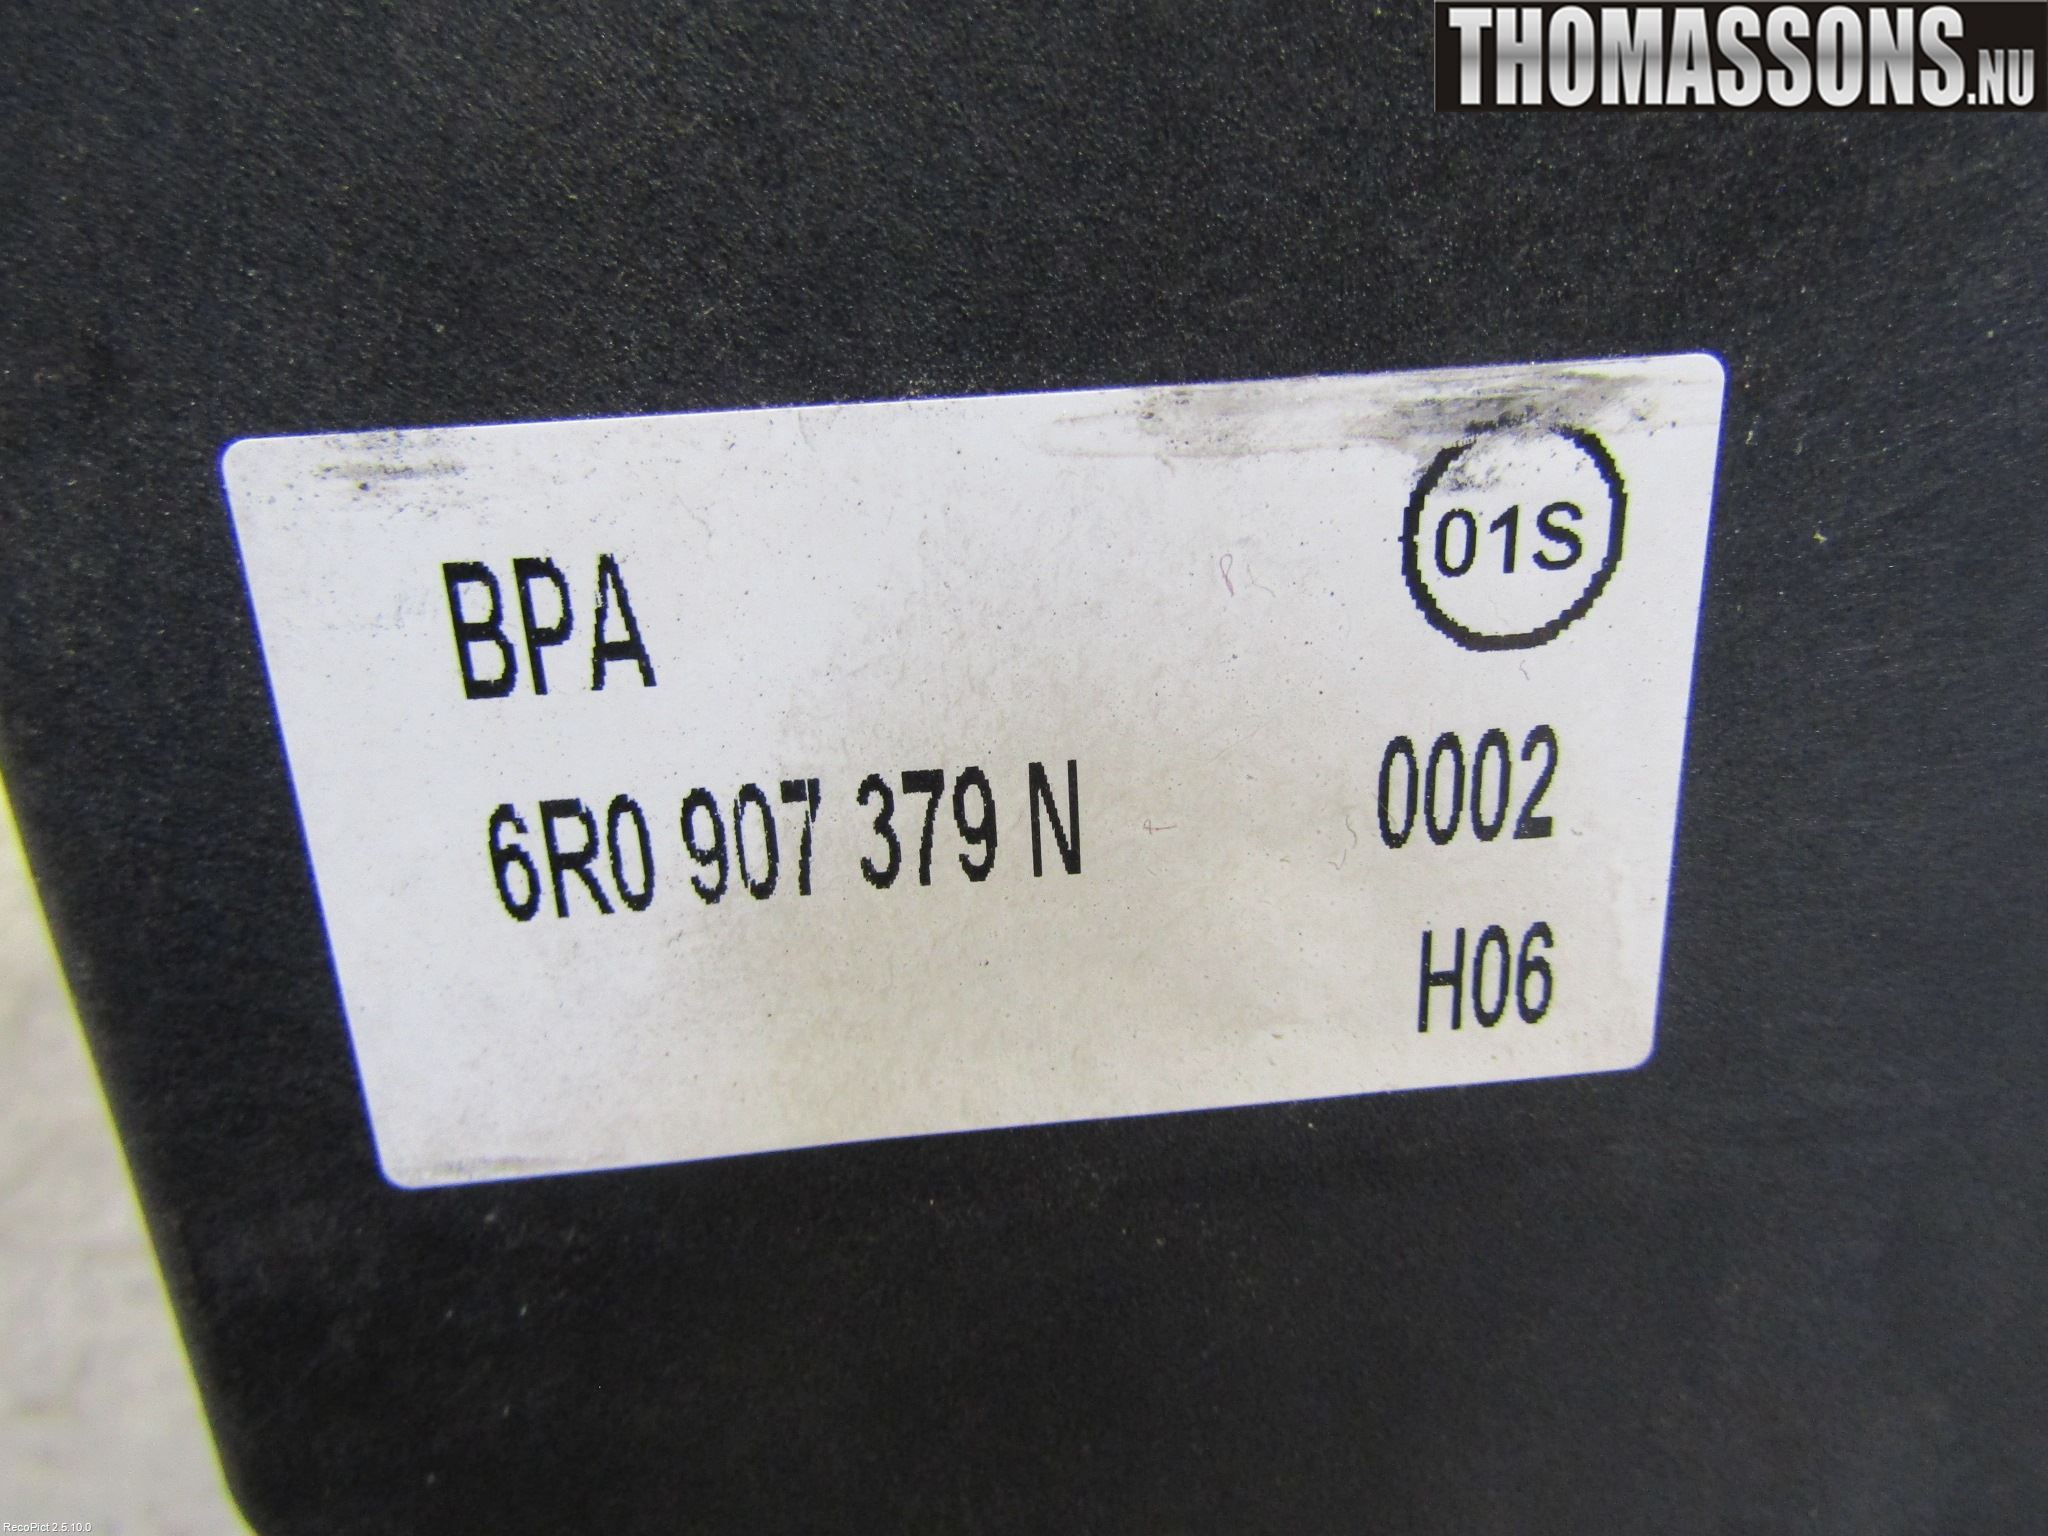 THOMASSONS.NU
01S
BPA
6R0 907 379 N 0002
H06
RecoPict 2.5.10.0